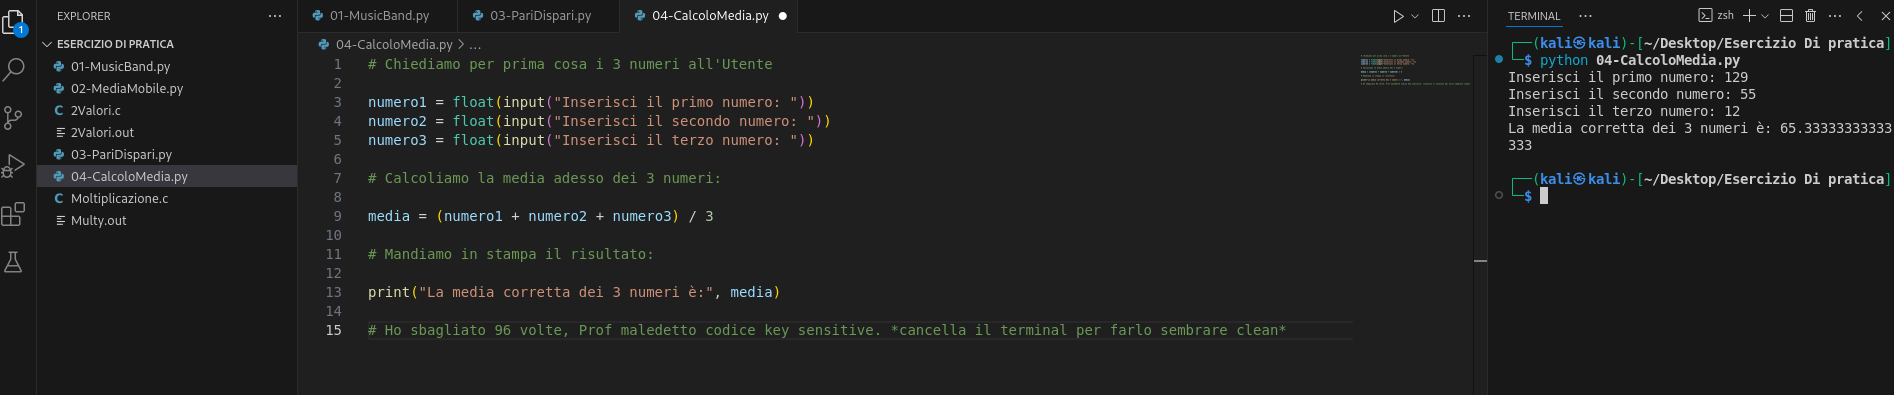 EXPLORER
ESERCIZIO DI PRATICA
01-MusicBand.py
02-MediaMobile.py
C 2Valori.c
2Valori.out
03-PariDispari.py
04-CalcoloMedia.py
C Moltiplicazione.c
Multy.out
1
01-MusicBand.py 03-PariDispari.py 04-CalcoloMedia.py
04-CalcoloMedia.py > ...
1 # Chiediamo per prima cosa i 3 numeri all'Utente
2
3 numero1 = float(input("Inserisci il primo numero: "))
4 numero2 = float(input("Inserisci il secondo numero: "))
5 numero3 = float(input("Inserisci il terzo numero: "))
6
7 # Calcoliamo la media adesso dei 3 numeri:
8
9 media = (numero1 + numero2 + numero3) / 3
10
11 # Mandiamo in stampa il risultato:
12
13 print("La media corretta dei 3 numeri è:", media)
14
15 # Ho sbagliato 96 volte, Prof maledetto codice key sensitive. *cancella il terminal per farlo sembrare clean*
TERMINAL ... zsh
┌──(kali㉿kali)-[~/Desktop/Esercizio Di pratica]
└─$ python 04-CalcoloMedia.py
Inserisci il primo numero: 129
Inserisci il secondo numero: 55
Inserisci il terzo numero: 12
La media corretta dei 3 numeri è: 65.33333333333
333
┌──(kali㉿kali)-[~/Desktop/Esercizio Di pratica]
└─$